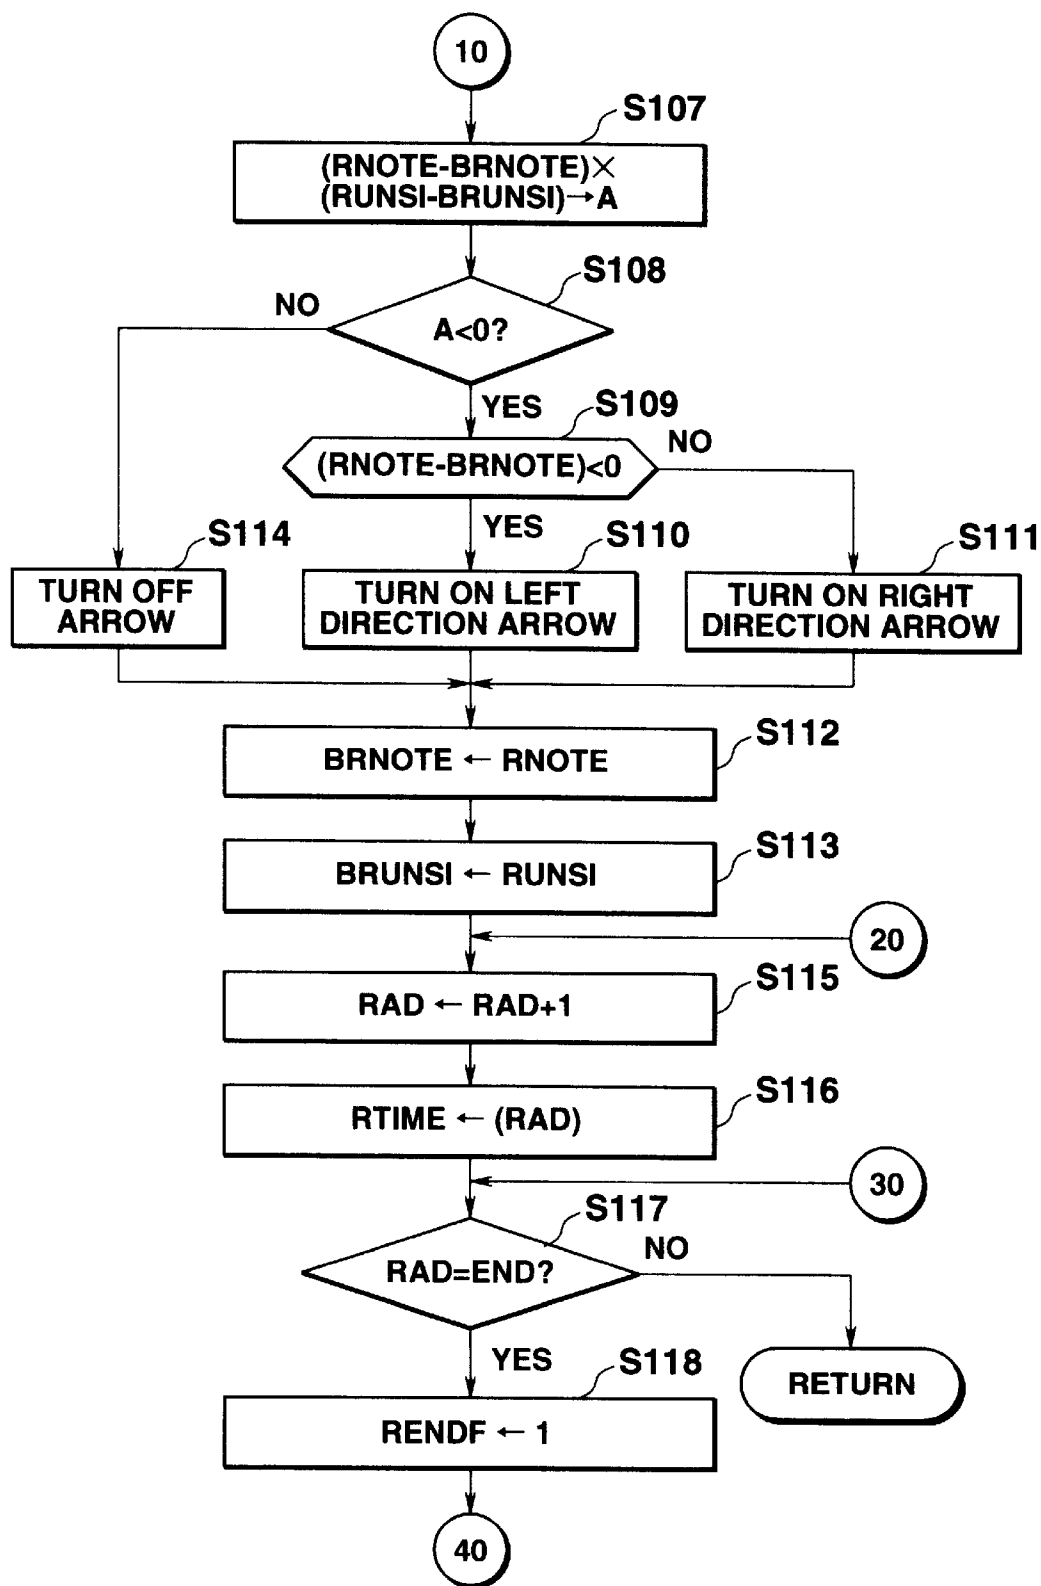 10
S107
(RNOTE-BRNOTE)×
(RUNSI-BRUNSI)→A
S108
NO
A<0?
YES
S109
NO
(RNOTE-BRNOTE)<0
YES
S114
S110
S111
TURN OFF
ARROW
TURN ON LEFT
DIRECTION ARROW
TURN ON RIGHT
DIRECTION ARROW
S112
BRNOTE ← RNOTE
S113
BRUNSI ← RUNSI
20
S115
RAD ← RAD+1
S116
RTIME ← (RAD)
30
S117
NO
RAD=END?
YES
RETURN
S118
RENDF ← 1
40